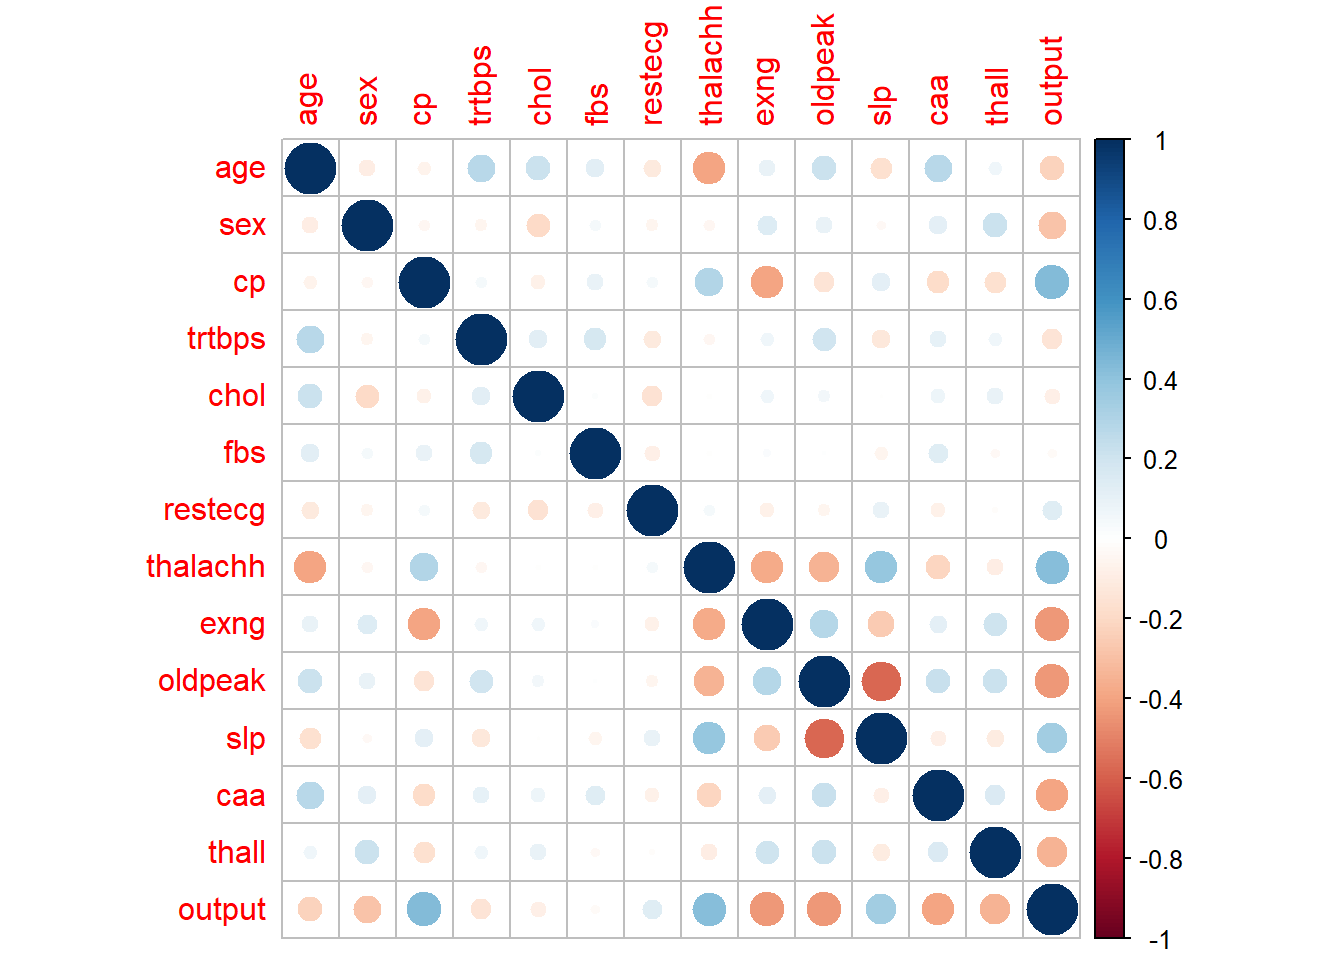 age sex cp trtbps chol fbs restecg thalachh exng oldpeak slp caa thall output
age
sex
cp
trtbps
chol
fbs
restecg
thalachh
exng
oldpeak
slp
caa
thall
output
1
0.8
0.6
0.4
0.2
0
-0.2
-0.4
-0.6
-0.8
-1